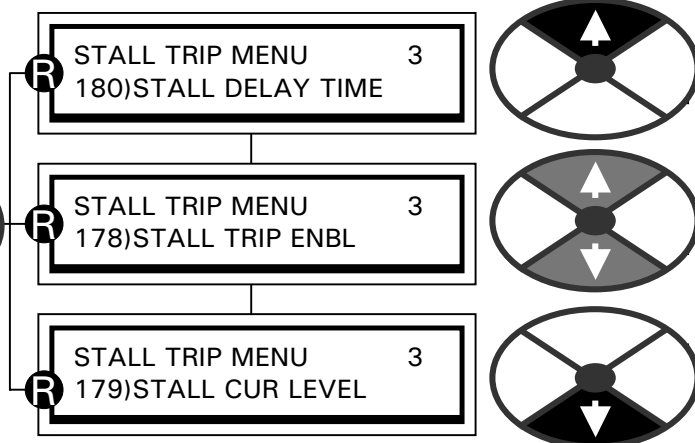 STALL TRIP MENU 3
R 180)STALL DELAY TIME
STALL TRIP MENU 3
R 178)STALL TRIP ENBL
STALL TRIP MENU 3
R 179)STALL CUR LEVEL